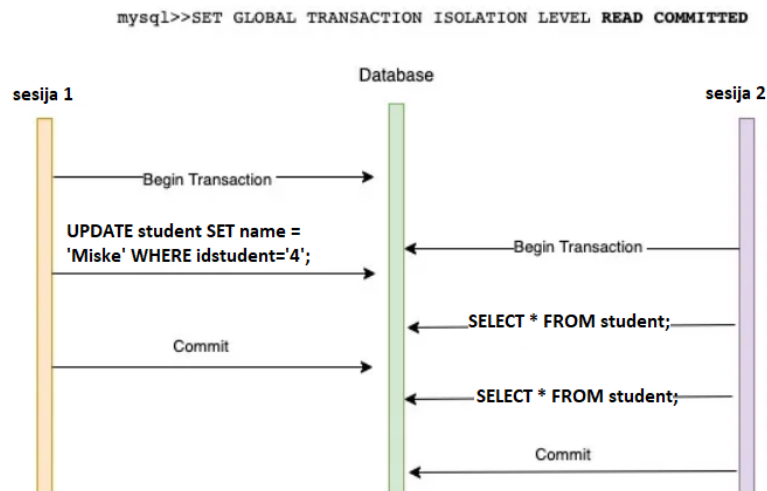 mysql>>SET GLOBAL TRANSACTION ISOLATION LEVEL READ COMMITTED
Database
sesija 1
sesija 2
Begin Transaction
UPDATE student SET name =
'Miske' WHERE idstudent='4';
Begin Transaction
SELECT * FROM student;
Commit
SELECT * FROM student;
Commit